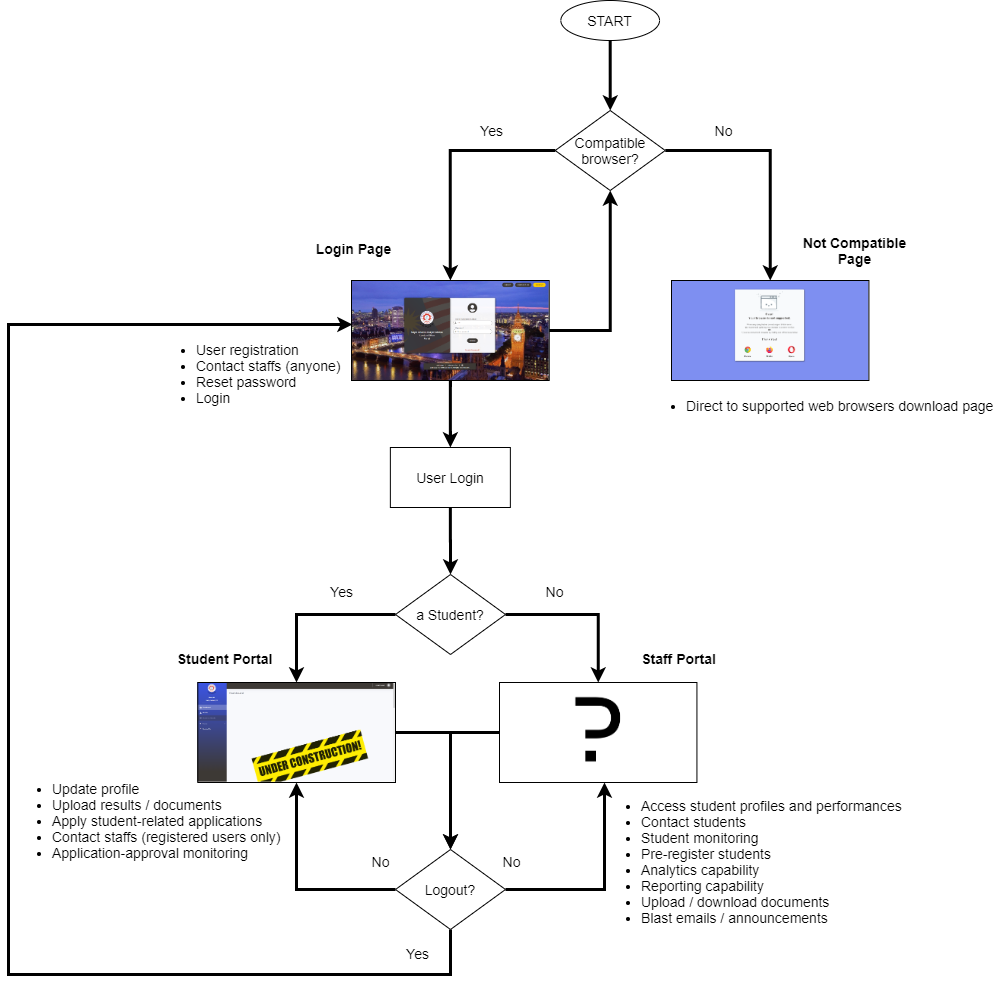 START
Compatible
browser?
Yes
No
Login Page
Not Compatible
Page
User registration
Contact staffs (anyone)
Reset password
Login
Direct to supported web browsers download page
User Login
a Student?
Yes
No
Student Portal
Staff Portal
UNDER CONSTRUCTION!
?
Update profile
Upload results / documents
Apply student-related applications
Contact staffs (registered users only)
Application-approval monitoring
Access student profiles and performances
Contact students
Student monitoring
Pre-register students
Analytics capability
Reporting capability
Upload / download documents
Blast emails / announcements
No
No
Logout?
Yes